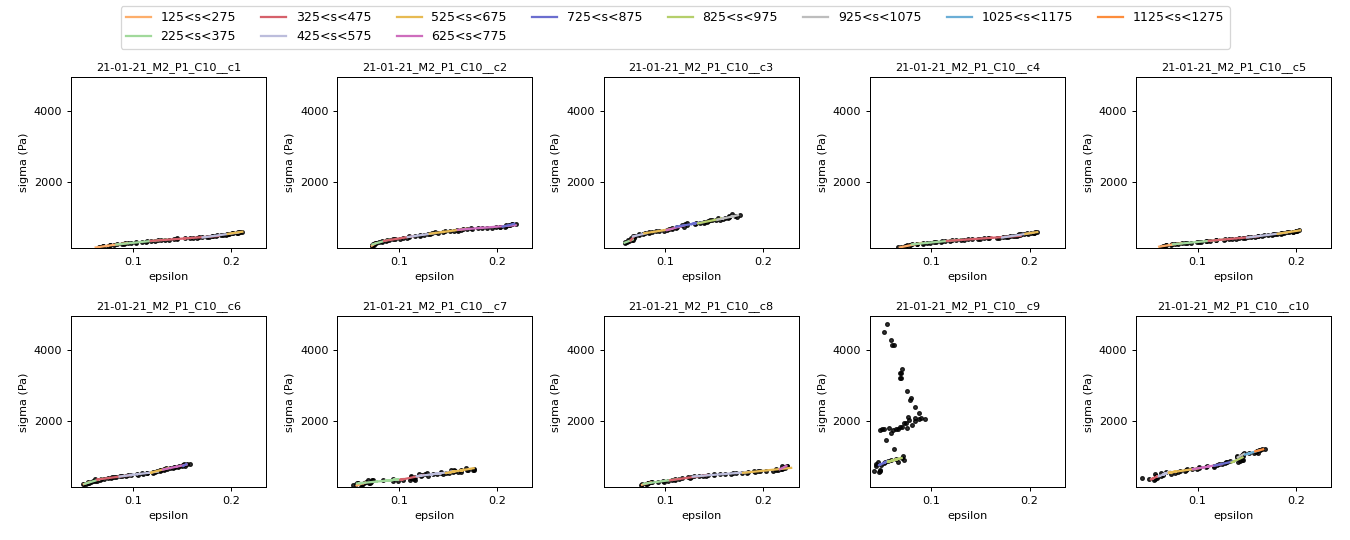 125<s<275 325<s<475 525<s<675 725<s<875 825<s<975 925<s<1075 1025<s<1175 1125<s<1275
225<s<375 425<s<575 625<s<775
21-01-21_M2_P1_C10__c1 21-01-21_M2_P1_C10__c2 21-01-21_M2_P1_C10__c3 21-01-21_M2_P1_C10__c4 21-01-21_M2_P1_C10__c5
4000 4000 4000 4000 4000
sigma (Pa) sigma (Pa) sigma (Pa) sigma (Pa) sigma (Pa)
2000 2000 2000 2000 2000
0.1 0.2 0.1 0.2 0.1 0.2 0.1 0.2 0.1 0.2
epsilon epsilon epsilon epsilon epsilon
21-01-21_M2_P1_C10__c6 21-01-21_M2_P1_C10__c7 21-01-21_M2_P1_C10__c8 21-01-21_M2_P1_C10__c9 21-01-21_M2_P1_C10__c10
4000 4000 4000 4000 4000
sigma (Pa) sigma (Pa) sigma (Pa) sigma (Pa) sigma (Pa)
2000 2000 2000 2000 2000
0.1 0.2 0.1 0.2 0.1 0.2 0.1 0.2 0.1 0.2
epsilon epsilon epsilon epsilon epsilon